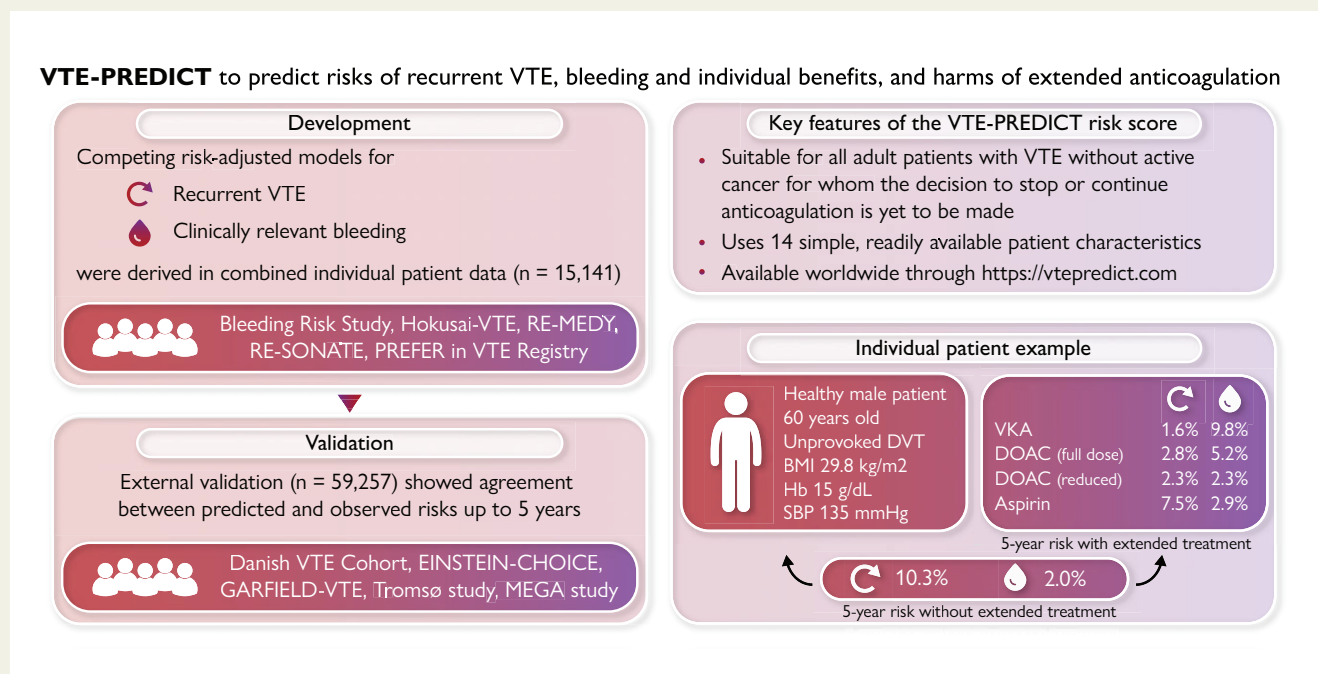 VTE-PREDICT to predict risks of recurrent VTE, bleeding and individual benefits, and harms of extended anticoagulation
Development
Competing risk-adjusted models for
Recurrent VTE
Clinically relevant bleeding
were derived in combined individual patient data (n = 15,141)
Bleeding Risk Study, Hokusai-VTE, RE-MEDY,
RE-SONATE, PREFER in VTE Registry
Validation
External validation (n = 59,257) showed agreement
between predicted and observed risks up to 5 years
Danish VTE Cohort, EINSTEIN-CHOICE,
GARFIELD-VTE, Tromsø study, MEGA study
Key features of the VTE-PREDICT risk score
• Suitable for all adult patients with VTE without active
cancer for whom the decision to stop or continue
anticoagulation is yet to be made
• Uses 14 simple, readily available patient characteristics
• Available worldwide through https://vtepredict.com
Individual patient example
Healthy male patient
60 years old
Unprovoked DVT
BMI 29.8 kg/m2
Hb 15 g/dL
SBP 135 mmHg
VKA 1.6% 9.8%
DOAC (full dose) 2.8% 5.2%
DOAC (reduced) 2.3% 2.3%
Aspirin 7.5% 2.9%
5-year risk with extended treatment
10.3% 2.0%
5-year risk without extended treatment